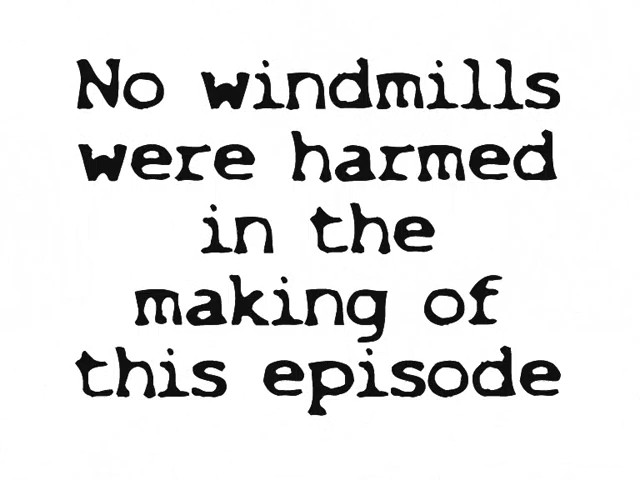 No windmills
were harmed
in the
making of
this episode